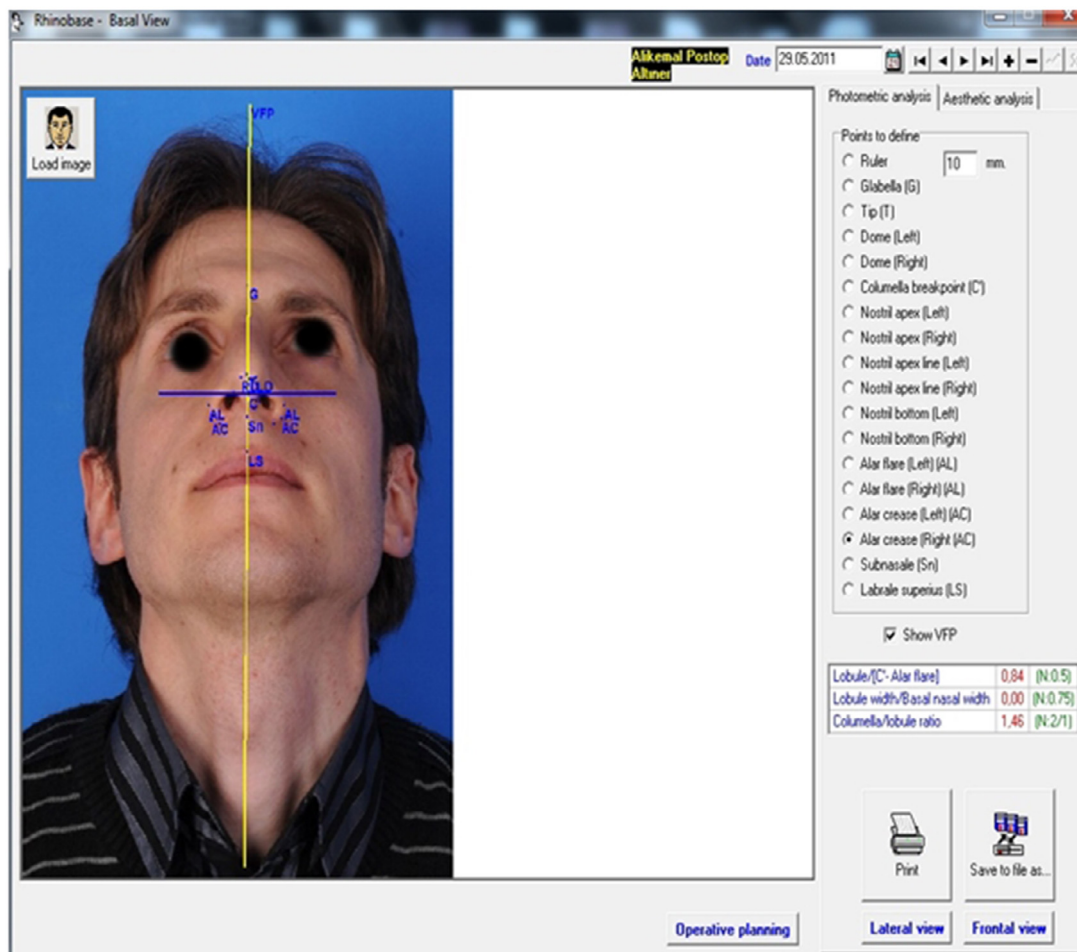 Rhinobase - Basal View
Alikemal Postop
Altıner
Date 29.05.2011
Load image
VFP
G
C
AL
AL
AC
Sn
AC
LS
Photometric analysis
Aesthetic analysis
Points to define
Ruler 10 mm.
Glabella (G)
Tip (T)
Dome (Left)
Dome (Right)
Columella breakpoint (C')
Nostril apex (Left)
Nostril apex (Right)
Nostril apex line (Left)
Nostril apex line (Right)
Nostril bottom (Left)
Nostril bottom (Right)
Alar flare (Left) (AL)
Alar flare (Right) (AL)
Alar crease (Left) (AC)
Alar crease (Right (AC)
Subnasale (Sn)
Labrale superius (LS)
Show VFP
Lobule/[C'- Alar flare] 0,84 (N:0.5)
Lobule width/Basal nasal width 0,00 (N:0.75)
Columella/lobule ratio 1,46 (N:2/1)
Print
Save to file as...
Operative planning
Lateral view
Frontal view